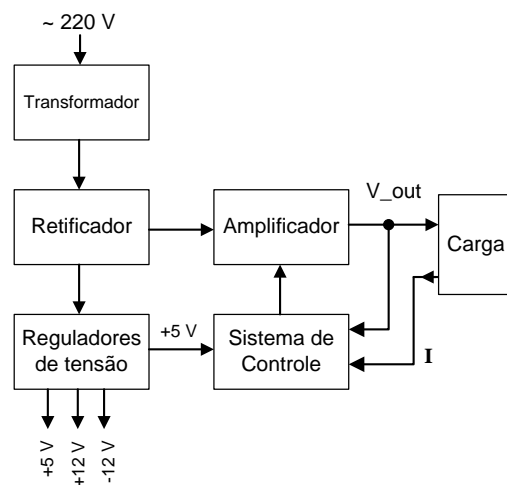 ~ 220 V
Transformador
Retificador
Amplificador
V_out
Carga
Reguladores
de tensão
+5 V
Sistema de
Controle
I
+5 V
+12 V
-12 V